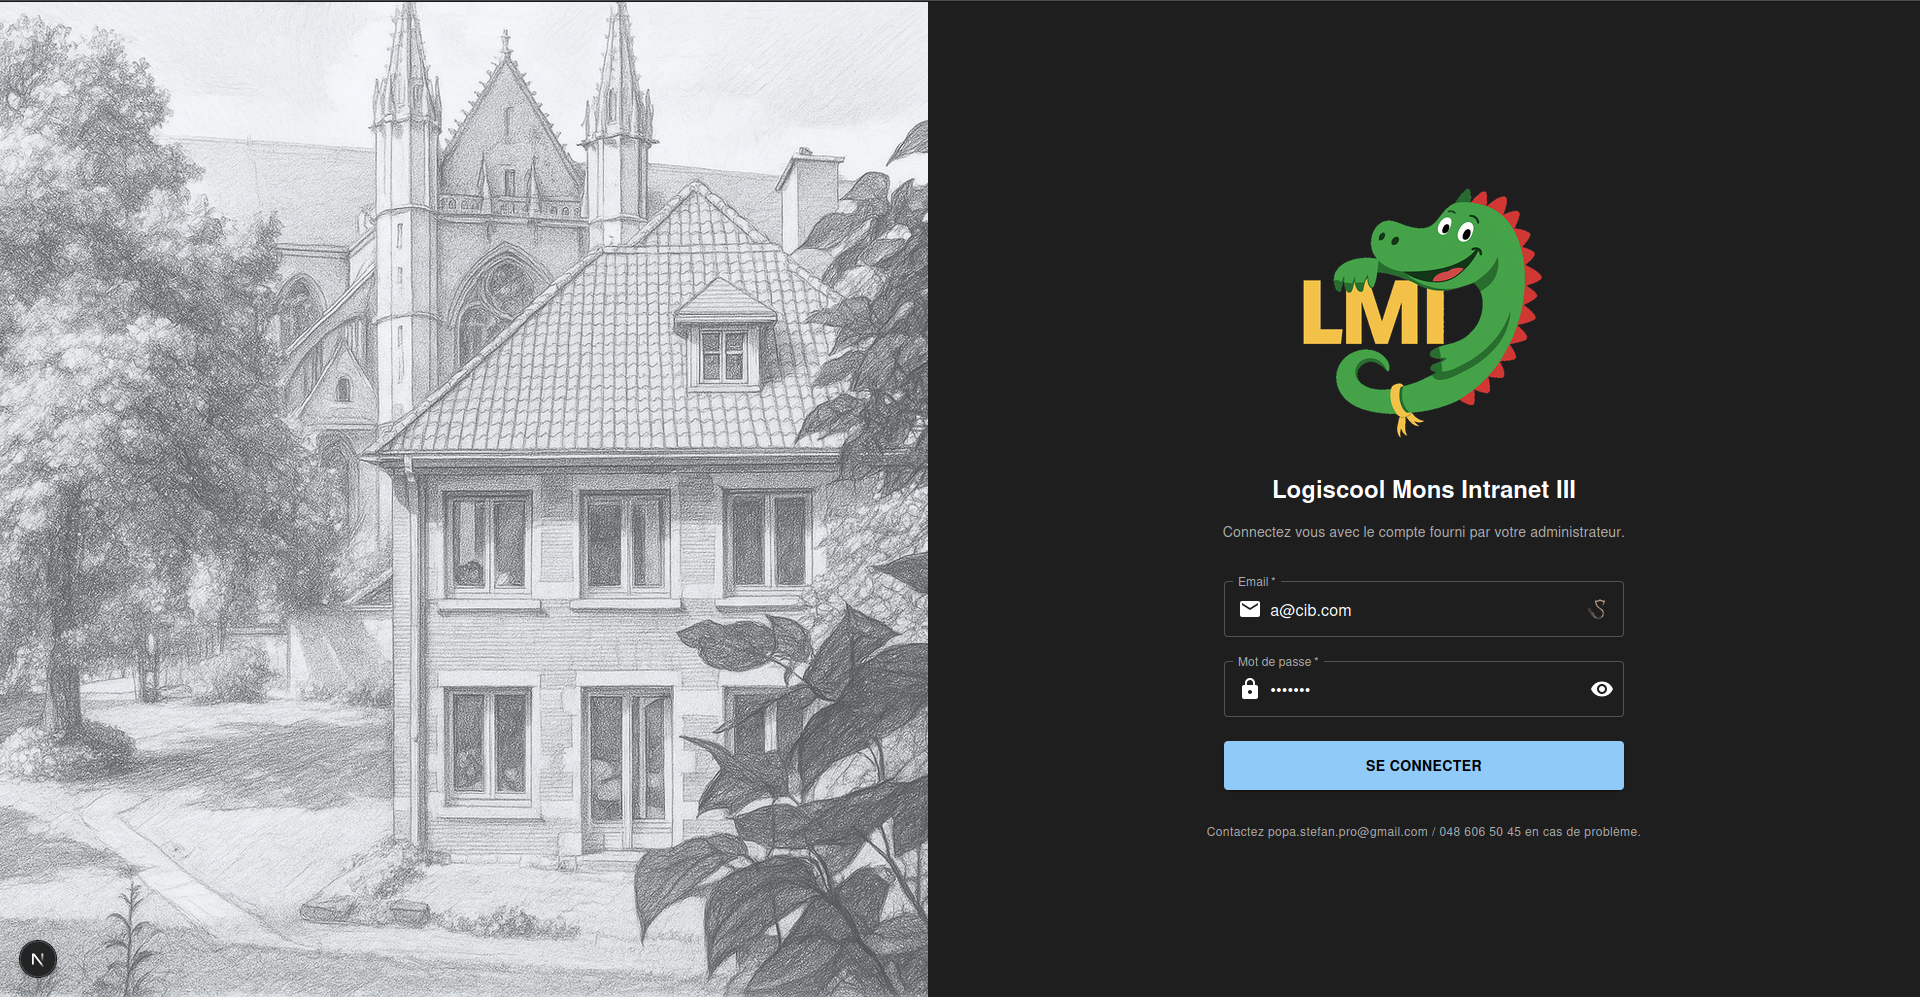 LMI
Logiscool Mons Intranet III
Connectez vous avec le compte fourni par votre administrateur.
Email *
a@cib.com
Mot de passe *
•••••••
SE CONNECTER
Contactez popa.stefan.pro@gmail.com / 048 606 50 45 en cas de problème.
N